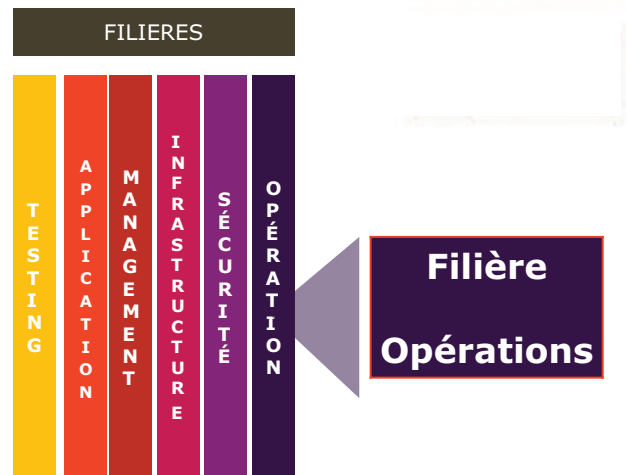 FILIERES
TESTING
APPLICATION
MANAGEMENT
INFRASTRUCTURE
SÉCURITÉ
OPÉRATION
Filière
Opérations